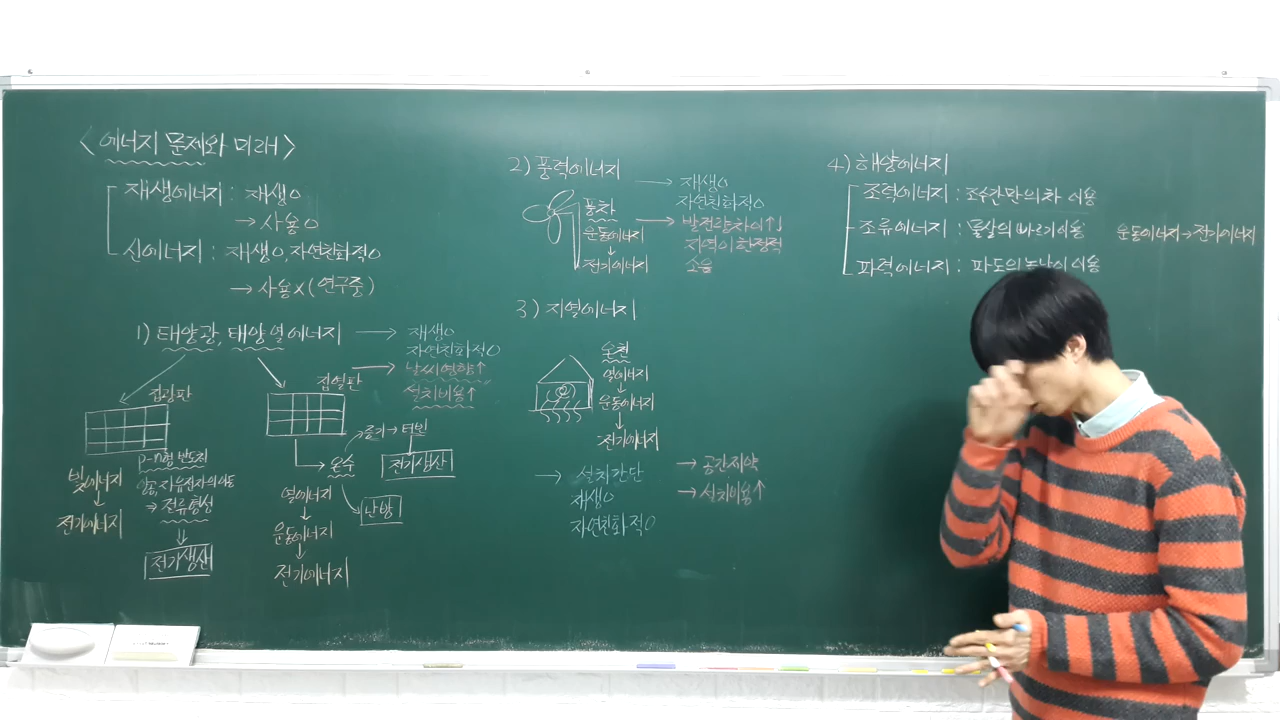 <에너지 문제와 미래>
재생에너지 : 재생O
→ 사용O
신에너지 : 재생O, 자연친화적O
→ 사용X (연구중)
1) 태양광, 태양열에너지 → 재생O
자연친화적O
날씨영향↑
설치비용↑
집광판
빛에너지
↓
전기에너지
p-n형 반도체
양공, 자유전자의 이동
⇒ 전류형성
⇓
전기생산
집열판
온수
증기 → 터빈
전기생산
난방
열에너지
↓
운동에너지
↓
전기에너지
2) 풍력에너지 → 재생O
자연친화적O
풍차 → 발전량 차이↑↓
지역이 한정적
소음
운동에너지
↓
전기에너지
3) 지열에너지
온천
열에너지
↓
운동에너지
↓
전기에너지
→ 설치간단
재생O
자연친화적O
→ 공간제약
→ 설치비용↑
4) 해양에너지
조력에너지 : 조수간만의 차 이용
조류에너지 : 물살의 빠르기 이용
파력에너지 : 파도의 높낮이 이용
운동에너지→전기에너지